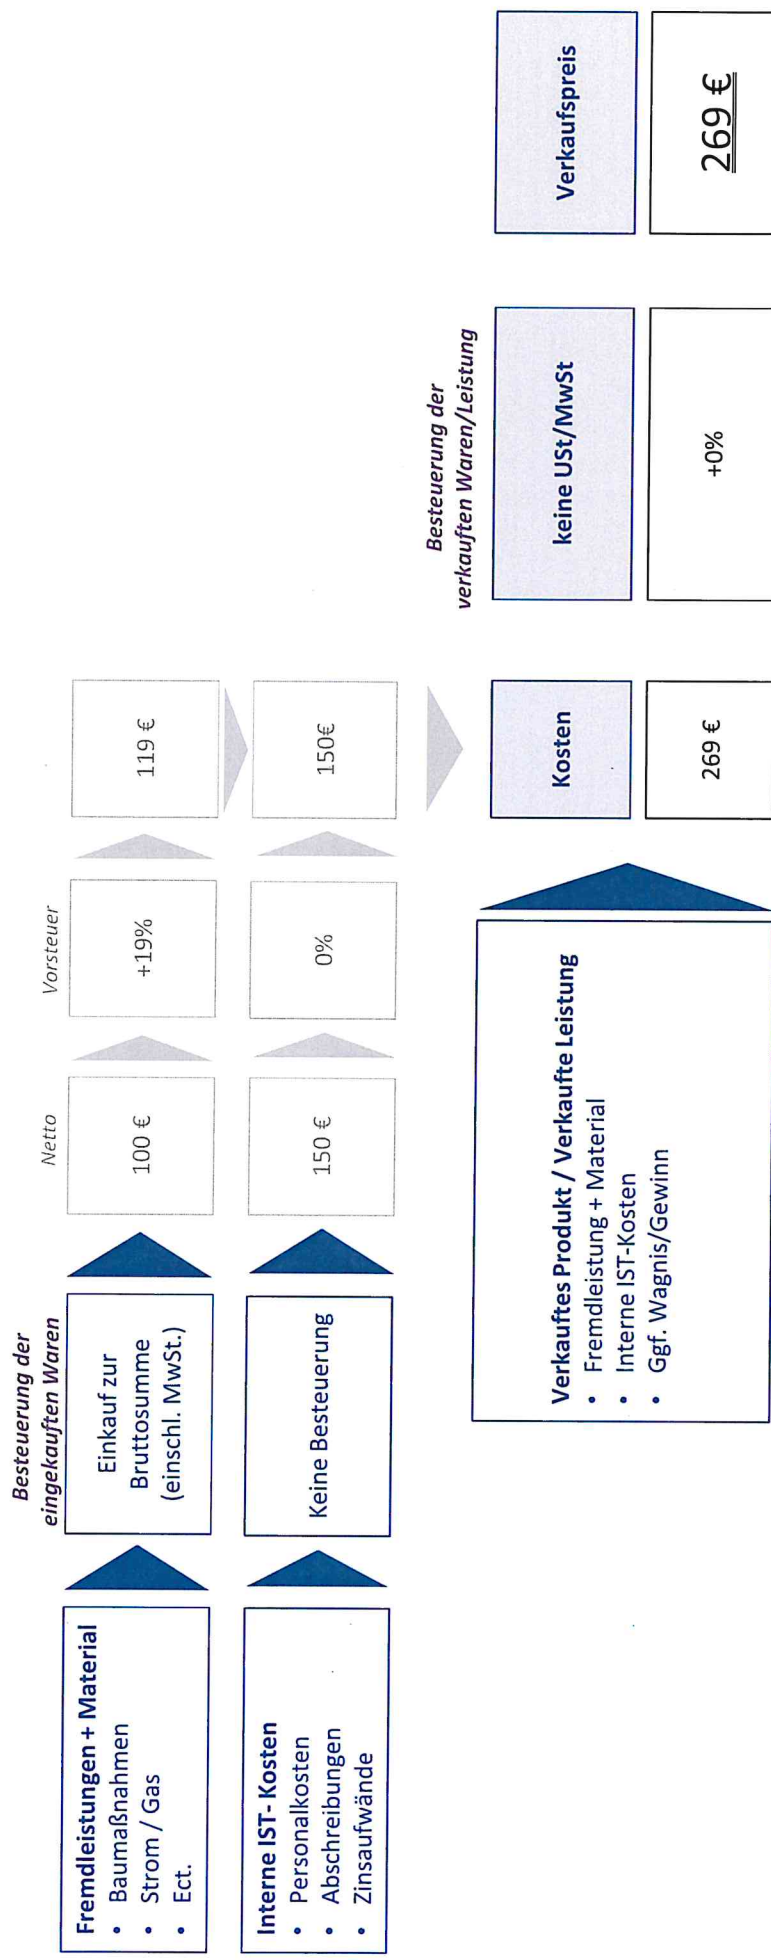 Besteuerung der
eingekauften Waren
Netto
Vorsteuer
Fremdleistungen + Material
• Baumaßnahmen
• Strom / Gas
• Ect.
Einkauf zur
Bruttosumme
(einschl. MwSt.)
100 €
+19%
119 €
Interne IST- Kosten
• Personalkosten
• Abschreibungen
• Zinsaufwände
Keine Besteuerung
150 €
0%
150€
Besteuerung der
verkauften Waren/Leistung
Verkauftes Produkt / Verkaufte Leistung
• Fremdleistung + Material
• Interne IST-Kosten
• Ggf. Wagnis/Gewinn
Kosten
keine USt/MwSt
Verkaufspreis
269 €
+0%
269 €